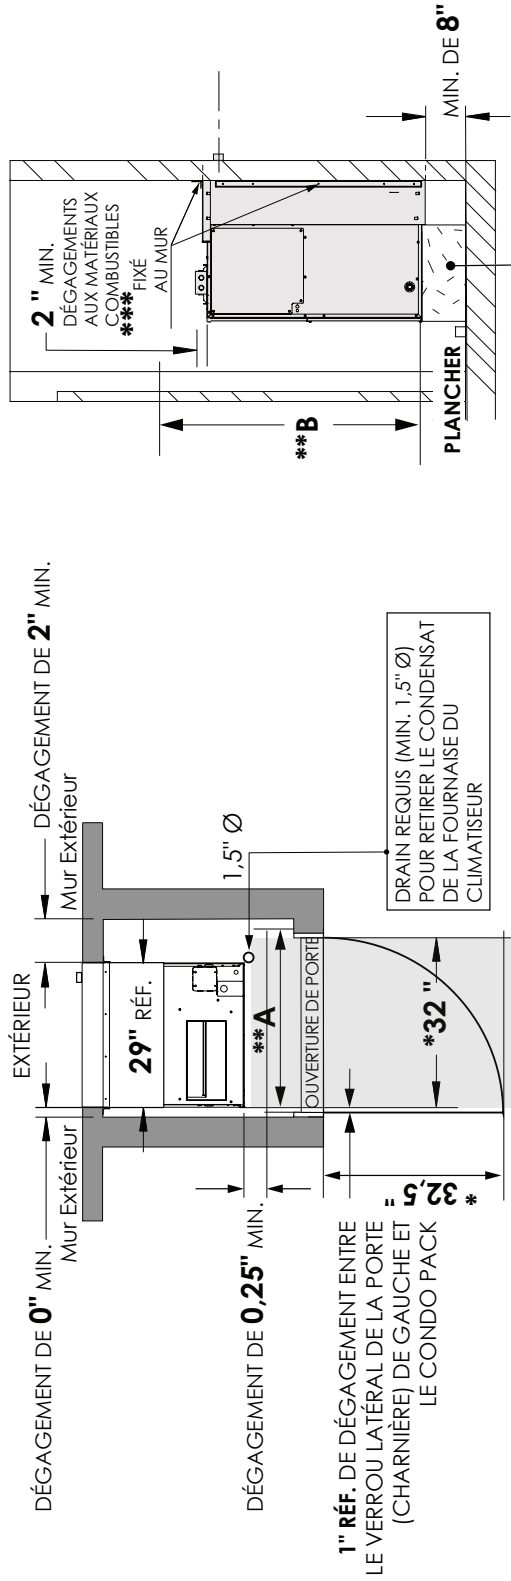 DÉGAGEMENT DE 0" MIN.
Mur Extérieur
EXTÉRIEUR
DÉGAGEMENT DE 2" MIN.
Mur Extérieur
29" RÉF.
1,5" Ø
DÉGAGEMENT DE 0,25" MIN.
**A
OUVERTURE DE PORTE
*32 "
* 32,5 "
1" RÉF. DE DÉGAGEMENT ENTRE
LE VERROU LATÉRAL DE LA PORTE
(CHARNIÈRE) DE GAUCHE ET
LE CONDO PACK
DRAIN REQUIS (MIN. 1,5" Ø)
POUR RETIRER LE CONDENSAT
DE LA FOURNAISE DU
CLIMATISEUR
2 " MIN.
DÉGAGEMENTS
AUX MATÉRIAUX
COMBUSTIBLES
***
FIXÉ
AU MUR
**B
PLANCHER
MIN. DE 8"